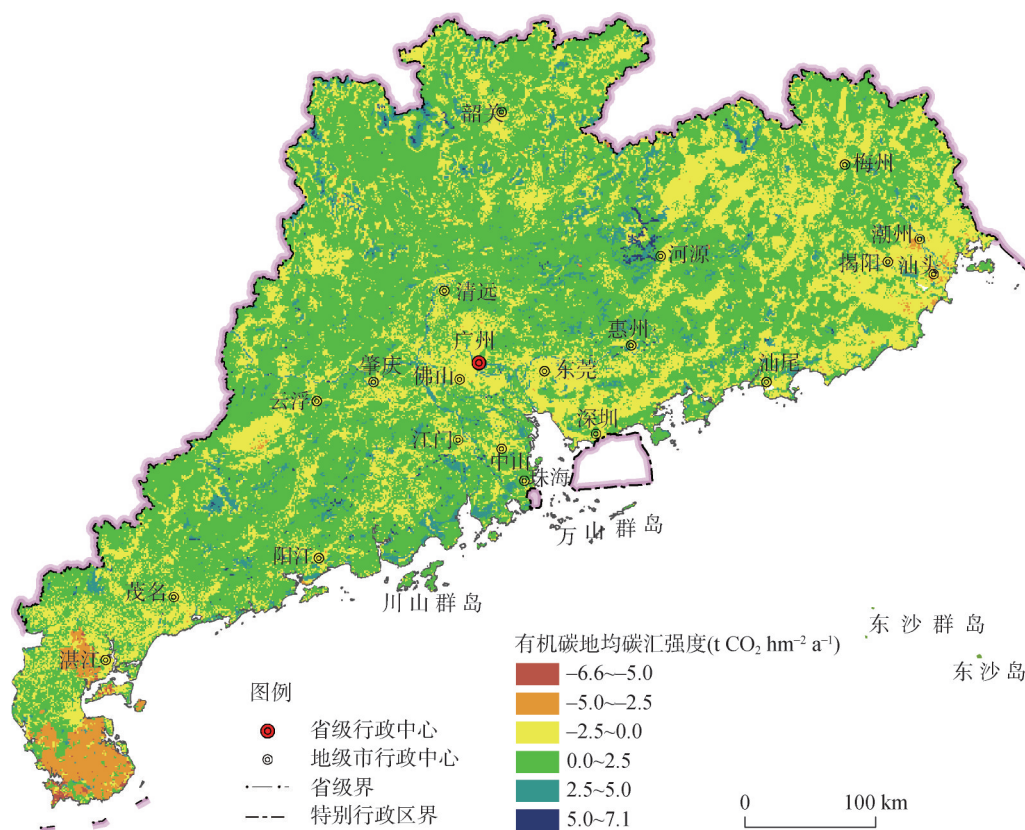 韶关
梅州
潮州
揭阳
汕头
河源
清远
惠州
广州
肇庆
佛山
东莞
汕尾
云浮
深圳
江门
中山
珠海
万山群岛
阳江
川山群岛
茂名
东沙群岛
湛江
东沙岛
有机碳地均碳汇强度(t CO₂ hm⁻² a⁻¹)
−6.6~−5.0
−5.0~−2.5
−2.5~0.0
0.0~2.5
2.5~5.0
5.0~7.1
图例
省级行政中心
地级市行政中心
省级界
特别行政区界
0 100 km